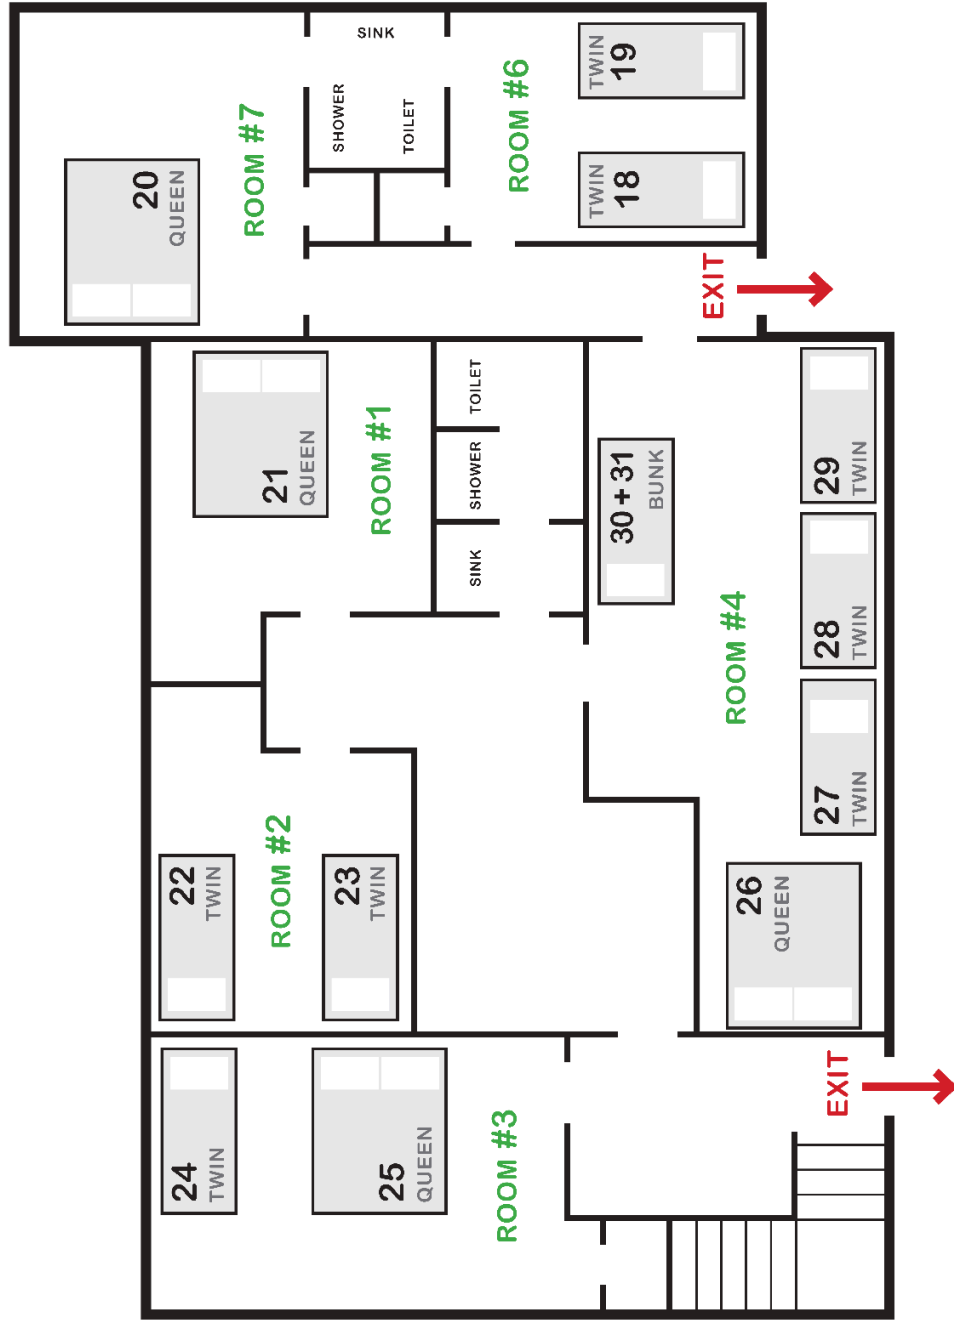 SINK
SHOWER
TOILET
ROOM #7
20
QUEEN
ROOM #6
TWIN
19
TWIN
18
EXIT
21
QUEEN
ROOM #1
TOILET
SHOWER
SINK
30 + 31
BUNK
29
TWIN
28
TWIN
27
TWIN
ROOM #4
26
QUEEN
22
TWIN
ROOM #2
23
TWIN
24
TWIN
25
QUEEN
ROOM #3
EXIT